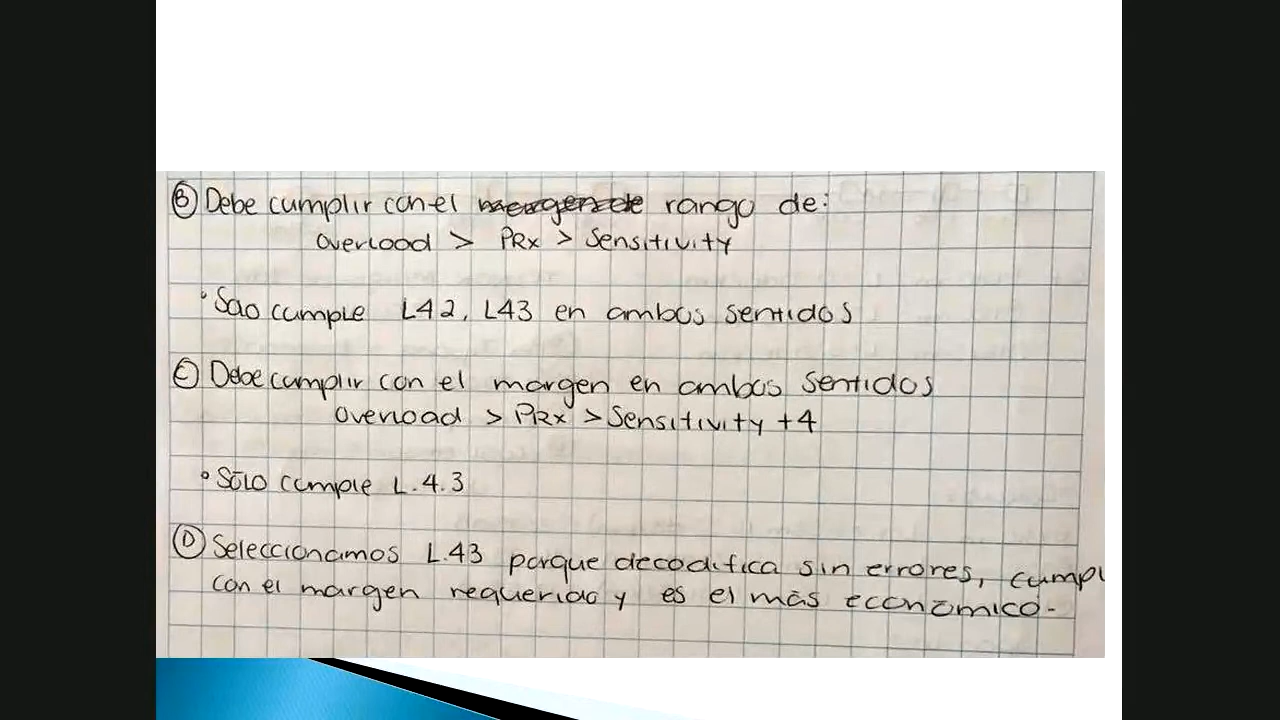 Ⓑ Debe cumplir con el rango de:
overload > PRx > Sensitivity
• Solo cumple L42, L43 en ambos sentidos
Ⓒ Debe cumplir con el margen en ambos sentidos
overload > PRx > Sensitivity +4
• Sólo cumple L.4.3
Ⓓ Seleccionamos L.43 porque decodifica sin errores, cumpl
con el margen requerido y es el más económico.